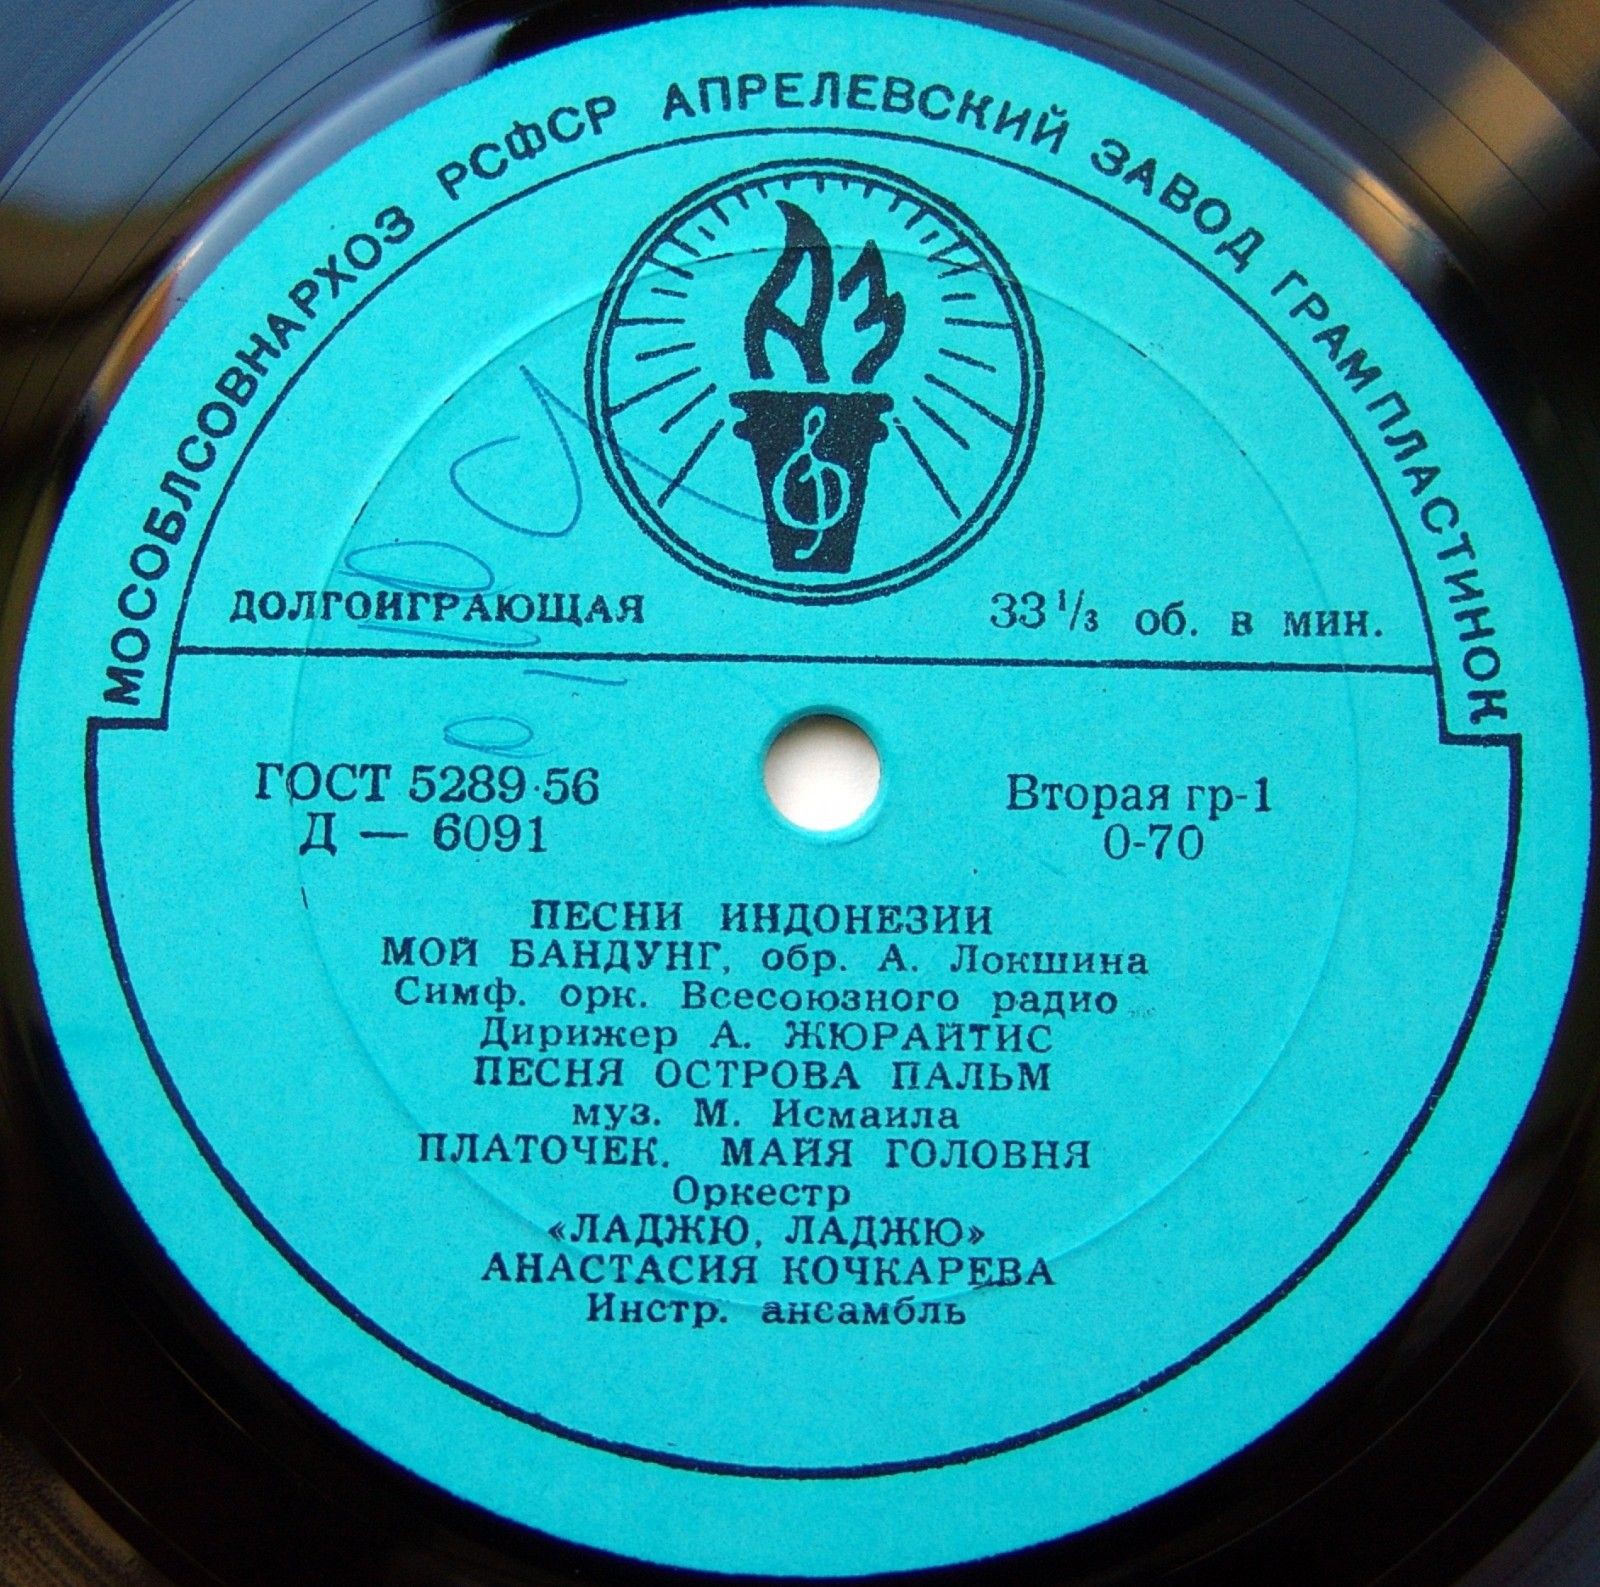 МОСОБЛСОВНАРХОЗ РСФСР АПРЕЛЕВСКИЙ ЗАВОД ГРАМПЛАСТИНОК
АЗ
ДОЛГОИГРАЮЩАЯ 33 1/3 об. в мин.
ГОСТ 5289-56 Вторая гр-1
Д — 6091 0-70
ПЕСНИ ИНДОНЕЗИИ
МОЙ БАНДУНГ, обр. А. Локшина
Симф. орк. Всесоюзного радио
Дирижер А. ЖЮРАЙТИС
ПЕСНЯ ОСТРОВА ПАЛЬМ
муз. М. Исмаила
ПЛАТОЧЕК. МАЙЯ ГОЛОВНЯ
Оркестр
«ЛАДЖЮ, ЛАДЖЮ»
АНАСТАСИЯ КОЧКАРЕВА
Инстр. ансамбль